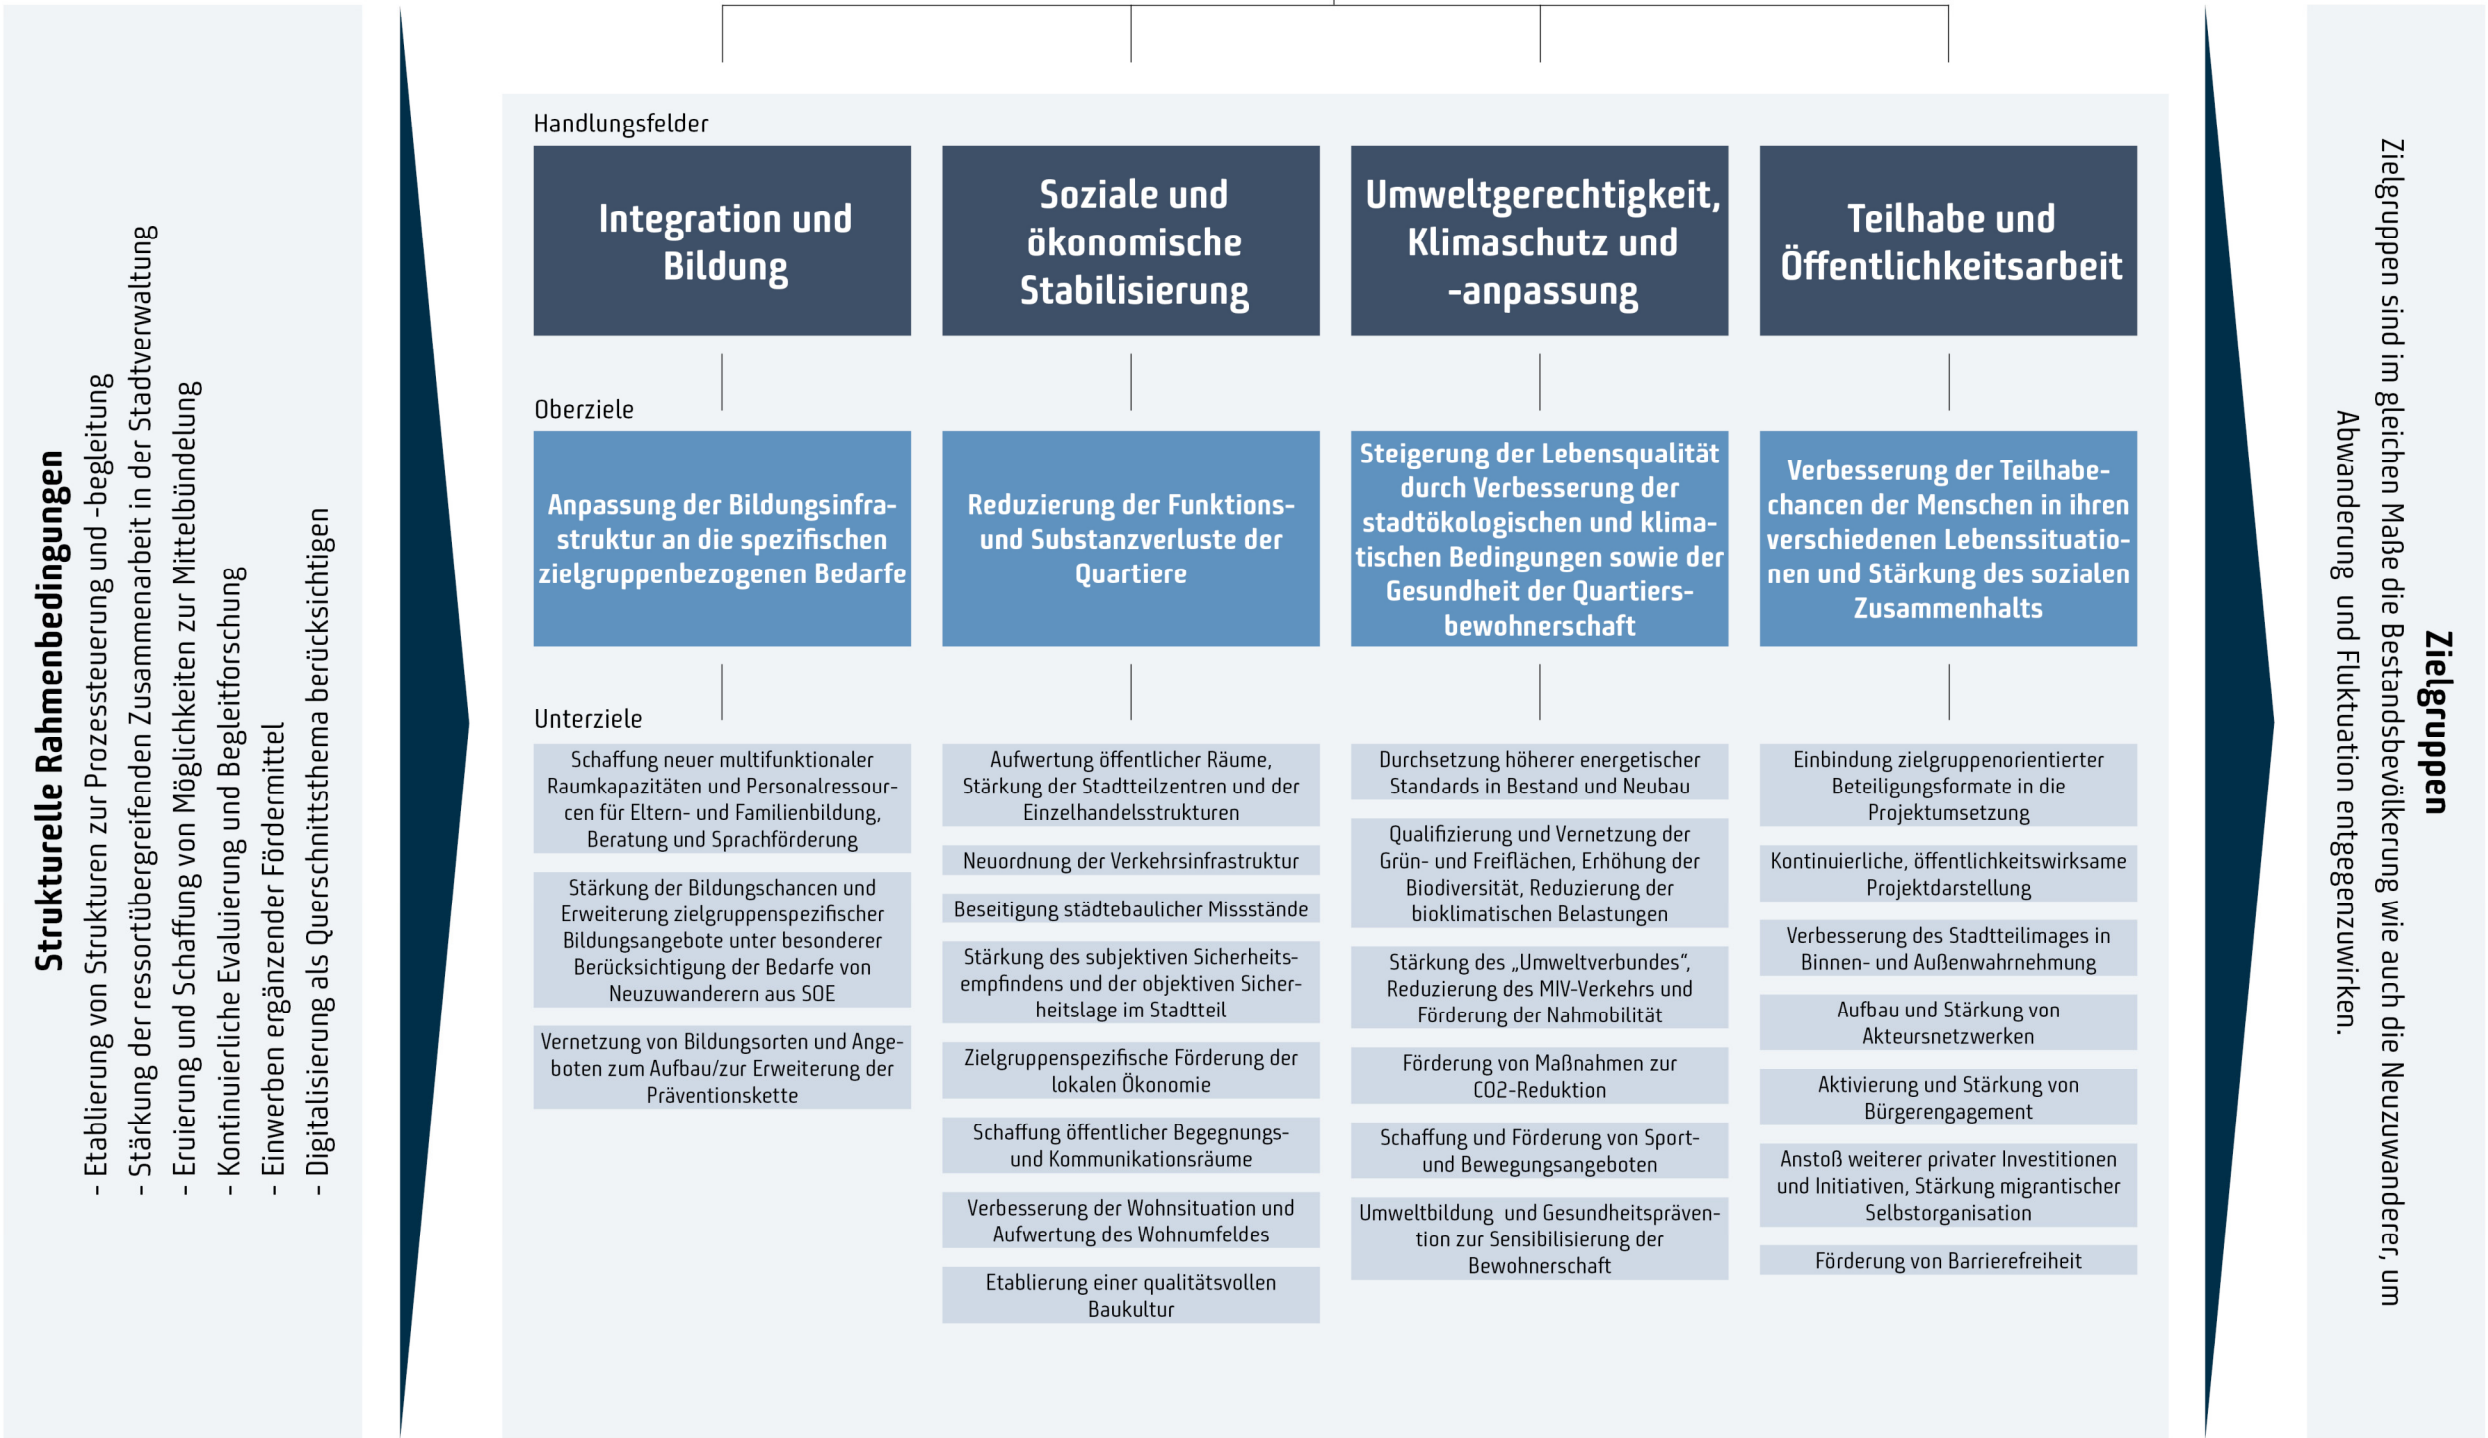 Strukturelle Rahmenbedingungen
- Etablierung von Strukturen zur Prozessteuerung und -begleitung
- Stärkung der ressortübergreifenden Zusammenarbeit in der Stadtverwaltung
- Eruierung und Schaffung von Möglichkeiten zur Mittelbündelung
- Kontinuierliche Evaluierung und Begleitforschung
- Einwerben ergänzender Fördermittel
- Digitalisierung als Querschnittsthema berücksichtigen
Handlungsfelder
Integration und
Bildung
Soziale und
ökonomische
Stabilisierung
Umweltgerechtigkeit,
Klimaschutz und
-anpassung
Teilhabe und
Öffentlichkeitsarbeit
Oberziele
Anpassung der Bildungsinfra-
struktur an die spezifischen
zielgruppenbezogenen Bedarfe
Reduzierung der Funktions-
und Substanzverluste der
Quartiere
Steigerung der Lebensqualität
durch Verbesserung der
stadtökologischen und klima-
tischen Bedingungen sowie der
Gesundheit der Quartiers-
bewohnerschaft
Verbesserung der Teilhabe-
chancen der Menschen in ihren
verschiedenen Lebenssituatio-
nen und Stärkung des sozialen
Zusammenhalts
Unterziele
Schaffung neuer multifunktionaler
Raumkapazitäten und Personalressour-
cen für Eltern- und Familienbildung,
Beratung und Sprachförderung
Stärkung der Bildungschancen und
Erweiterung zielgruppenspezifischer
Bildungsangebote unter besonderer
Berücksichtigung der Bedarfe von
Neuzuwanderern aus SOE
Vernetzung von Bildungsorten und Ange-
boten zum Aufbau/zur Erweiterung der
Präventionskette
Aufwertung öffentlicher Räume,
Stärkung der Stadtteilzentren und der
Einzelhandelsstrukturen
Neuordnung der Verkehrsinfrastruktur
Beseitigung städtebaulicher Missstände
Stärkung des subjektiven Sicherheits-
empfindens und der objektiven Sicher-
heitslage im Stadtteil
Zielgruppenspezifische Förderung der
lokalen Ökonomie
Schaffung öffentlicher Begegnungs-
und Kommunikationsräume
Verbesserung der Wohnsituation und
Aufwertung des Wohnumfeldes
Etablierung einer qualitätsvollen
Baukultur
Durchsetzung höherer energetischer
Standards in Bestand und Neubau
Qualifizierung und Vernetzung der
Grün- und Freiflächen, Erhöhung der
Biodiversität, Reduzierung der
bioklimatischen Belastungen
Stärkung des „Umweltverbundes“,
Reduzierung des MIV-Verkehrs und
Förderung der Nahmobilität
Förderung von Maßnahmen zur
CO2-Reduktion
Schaffung und Förderung von Sport-
und Bewegungsangeboten
Umweltbildung und Gesundheitspräven-
tion zur Sensibilisierung der
Bewohnerschaft
Einbindung zielgruppenorientierter
Beteiligungsformate in die
Projektumsetzung
Kontinuierliche, öffentlichkeitswirksame
Projektdarstellung
Verbesserung des Stadtteilimages in
Binnen- und Außenwahrnehmung
Aufbau und Stärkung von
Akteursnetzwerken
Aktivierung und Stärkung von
Bürgerengagement
Anstoß weiterer privater Investitionen
und Initiativen, Stärkung migrantischer
Selbstorganisation
Förderung von Barrierefreiheit
Zielgruppen
Zielgruppen sind im gleichen Maße die Bestandsbevölkerung wie auch die Neuzuwanderer, um
Abwanderung und Fluktuation entgegenzuwirken.